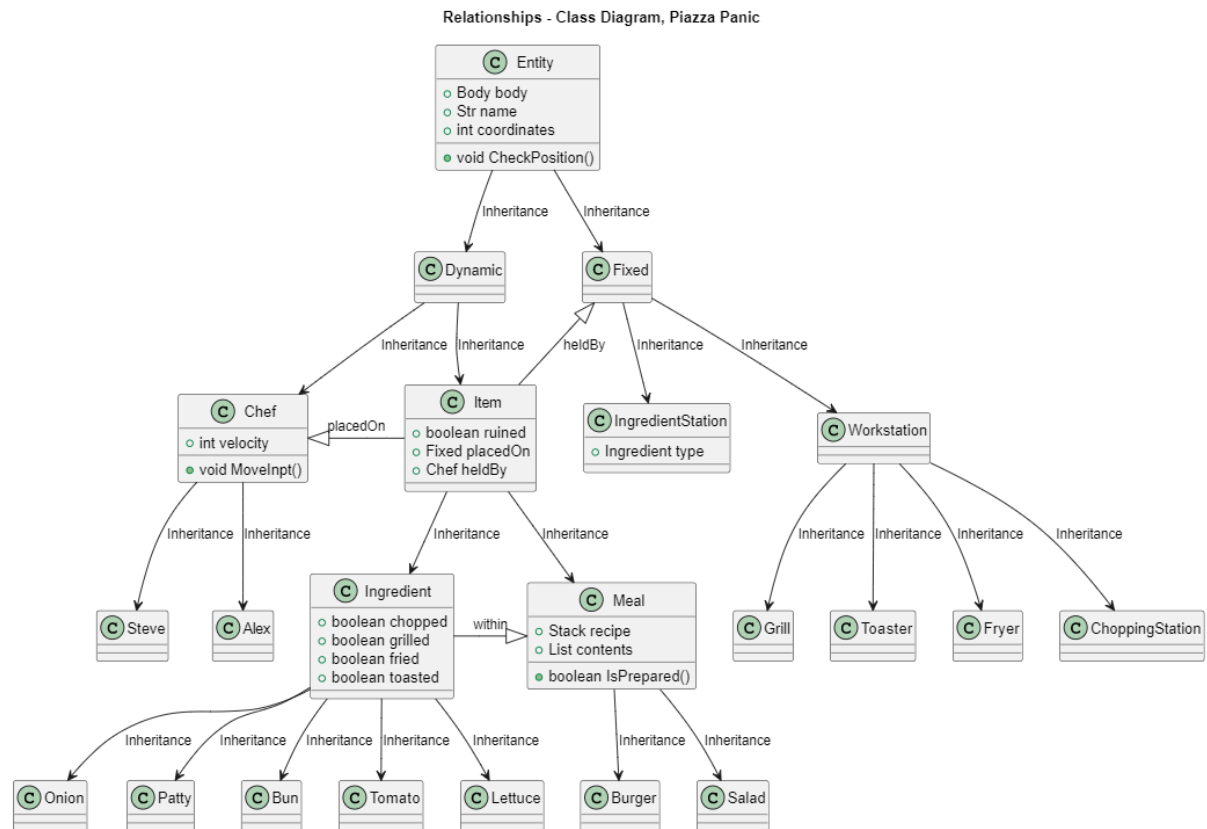 Relationships - Class Diagram, Piazza Panic
C Entity
Body body
Str name
int coordinates
void CheckPosition()
Inheritance
Inheritance
C Dynamic
C Fixed
Inheritance
Inheritance
heldBy
Inheritance
Inheritance
C Chef
int velocity
void MoveInpt()
placedOn
C Item
boolean ruined
Fixed placedOn
Chef heldBy
C IngredientStation
Ingredient type
C Workstation
Inheritance
Inheritance
Inheritance
Inheritance
Inheritance
Inheritance
Inheritance
Inheritance
C Steve
C Alex
C Ingredient
boolean chopped
boolean grilled
boolean fried
boolean toasted
within
C Meal
Stack recipe
List contents
boolean IsPrepared()
C Grill
C Toaster
C Fryer
C ChoppingStation
Inheritance
Inheritance
Inheritance
Inheritance
Inheritance
Inheritance
Inheritance
C Onion
C Patty
C Bun
C Tomato
C Lettuce
C Burger
C Salad